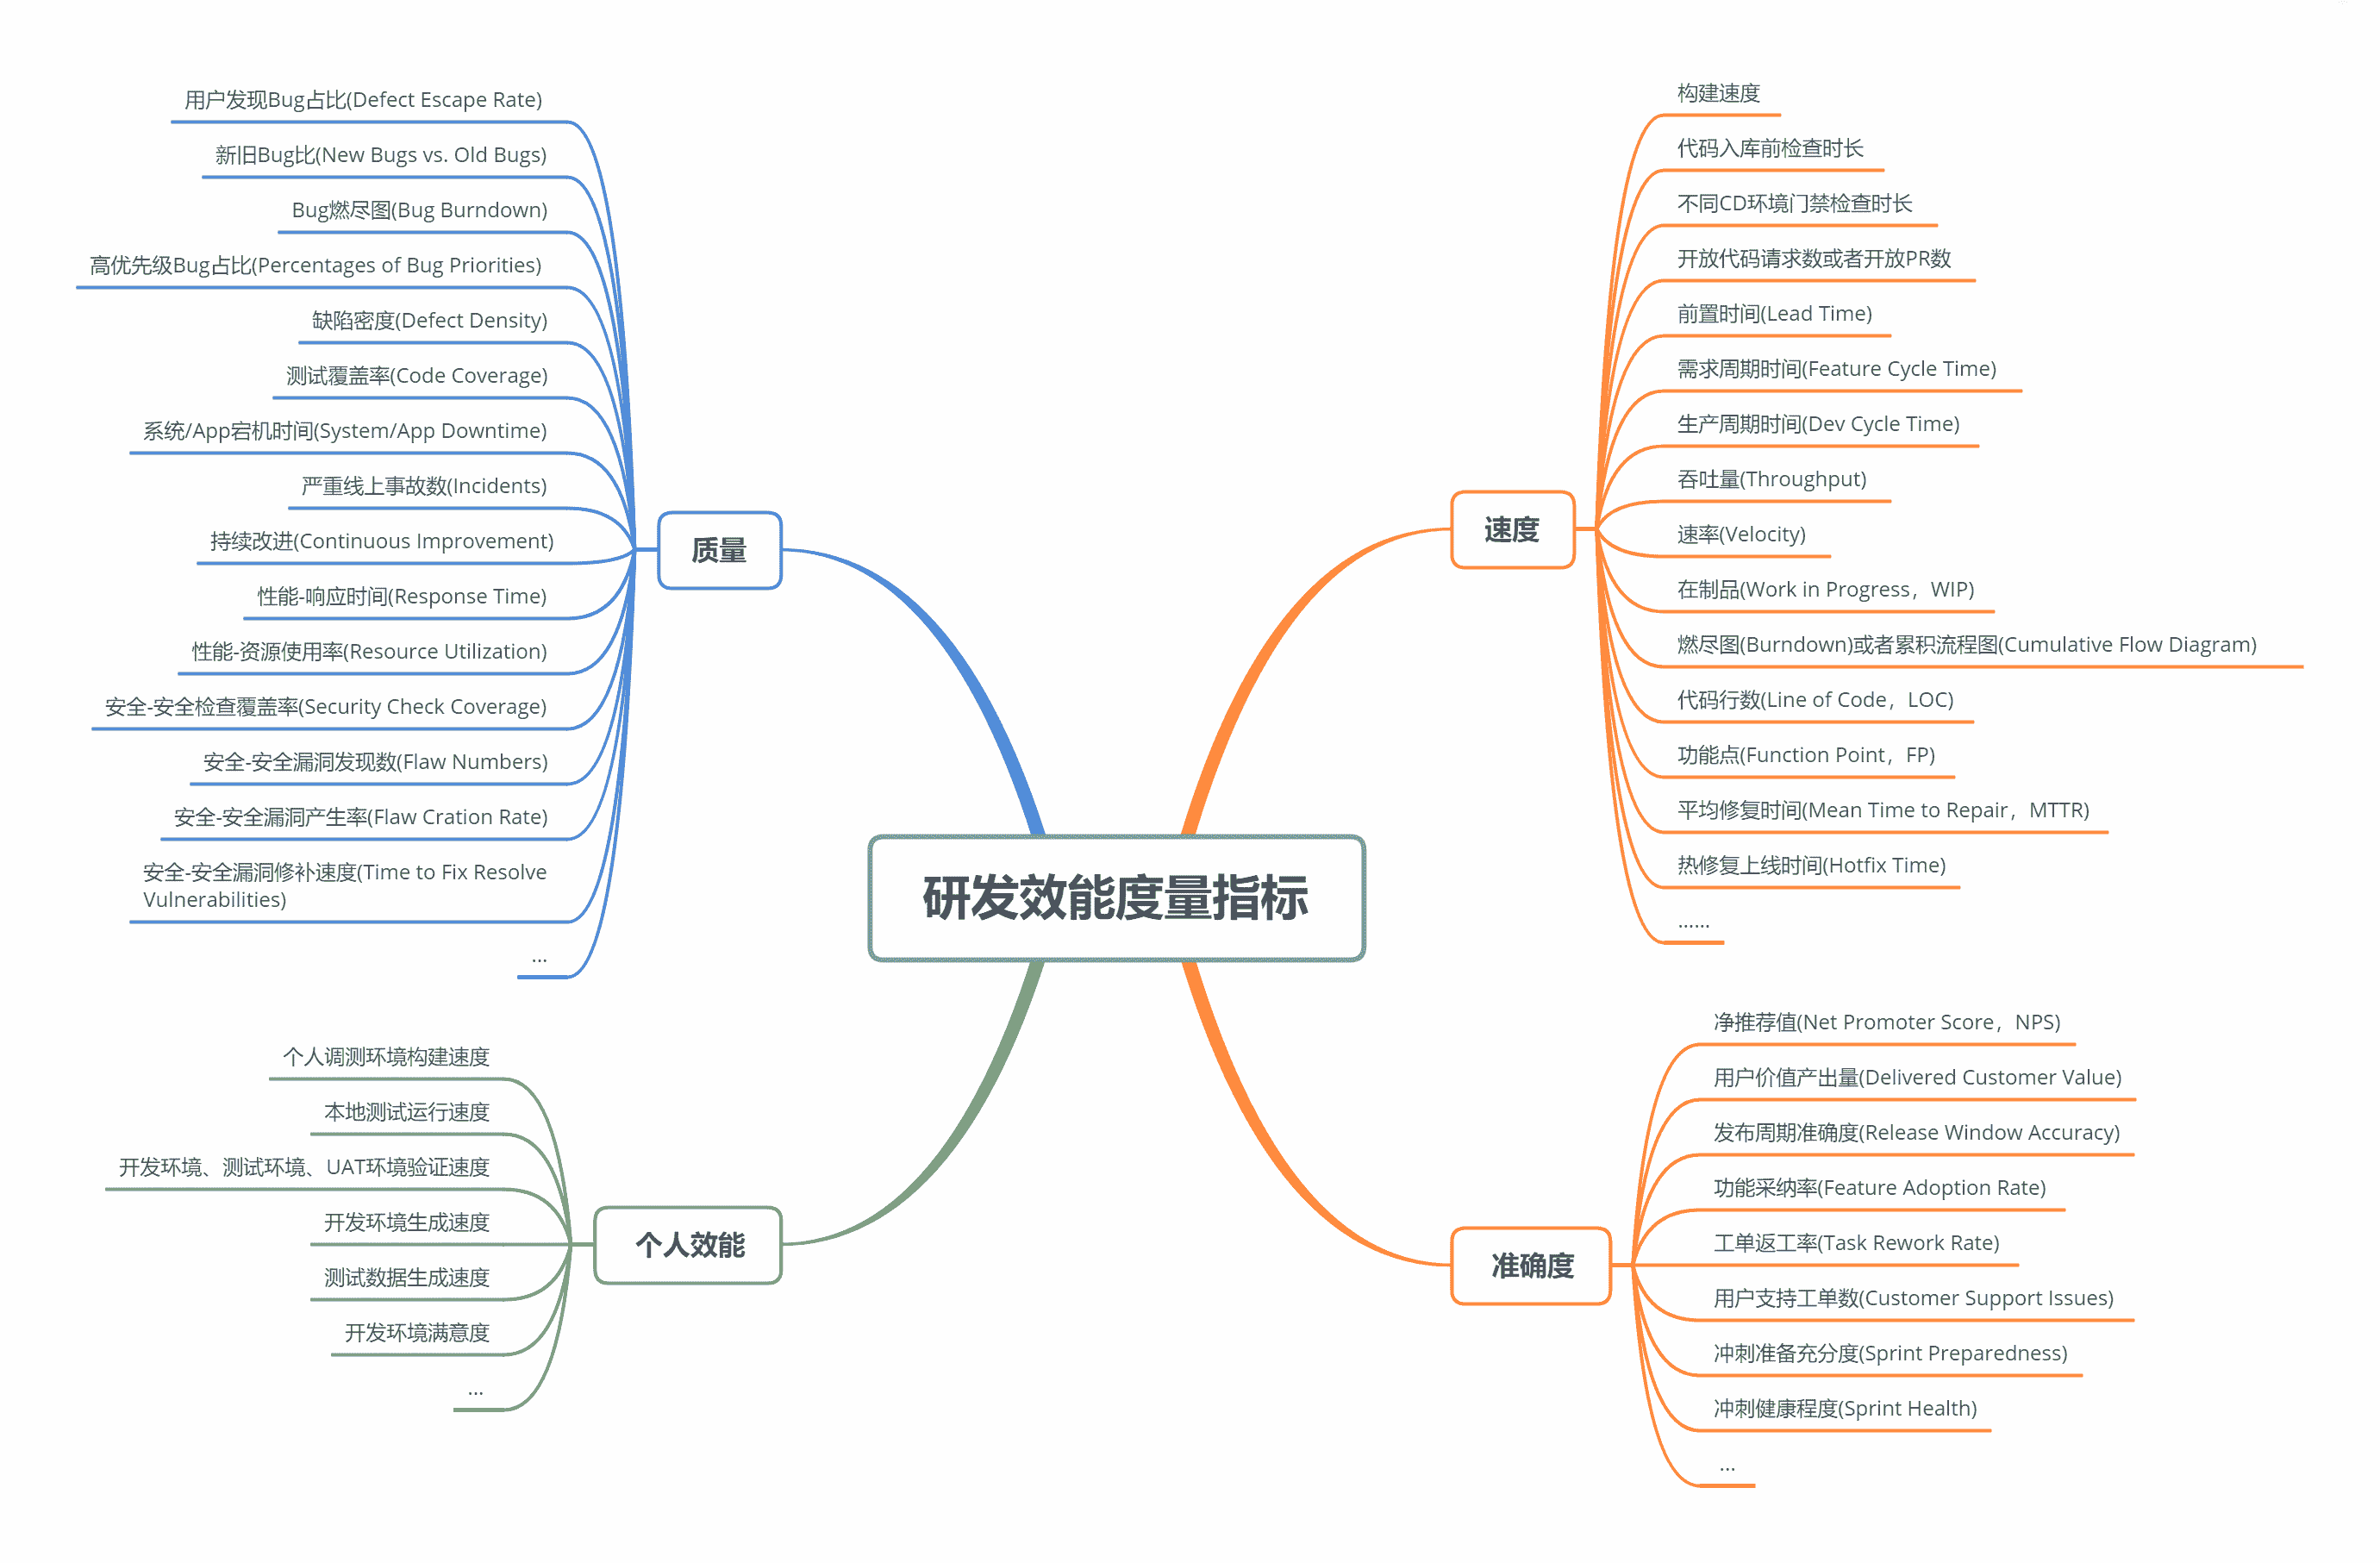 研发效能度量指标
质量
用户发现Bug占比(Defect Escape Rate)
新旧Bug比(New Bugs vs. Old Bugs)
Bug燃尽图(Bug Burndown)
高优先级Bug占比(Percentages of Bug Priorities)
缺陷密度(Defect Density)
测试覆盖率(Code Coverage)
系统/App宕机时间(System/App Downtime)
严重线上事故数(Incidents)
持续改进(Continuous Improvement)
性能-响应时间(Response Time)
性能-资源使用率(Resource Utilization)
安全-安全检查覆盖率(Security Check Coverage)
安全-安全漏洞发现数(Flaw Numbers)
安全-安全漏洞产生率(Flaw Cration Rate)
安全-安全漏洞修补速度(Time to Fix Resolve
Vulnerabilities)
...
个人效能
个人调测环境构建速度
本地测试运行速度
开发环境、测试环境、UAT环境验证速度
开发环境生成速度
测试数据生成速度
开发环境满意度
...
速度
构建速度
代码入库前检查时长
不同CD环境门禁检查时长
开放代码请求数或者开放PR数
前置时间(Lead Time)
需求周期时间(Feature Cycle Time)
生产周期时间(Dev Cycle Time)
吞吐量(Throughput)
速率(Velocity)
在制品(Work in Progress，WIP)
燃尽图(Burndown)或者累积流程图(Cumulative Flow Diagram)
代码行数(Line of Code，LOC)
功能点(Function Point，FP)
平均修复时间(Mean Time to Repair，MTTR)
热修复上线时间(Hotfix Time)
......
准确度
净推荐值(Net Promoter Score，NPS)
用户价值产出量(Delivered Customer Value)
发布周期准确度(Release Window Accuracy)
功能采纳率(Feature Adoption Rate)
工单返工率(Task Rework Rate)
用户支持工单数(Customer Support Issues)
冲刺准备充分度(Sprint Preparedness)
冲刺健康程度(Sprint Health)
...